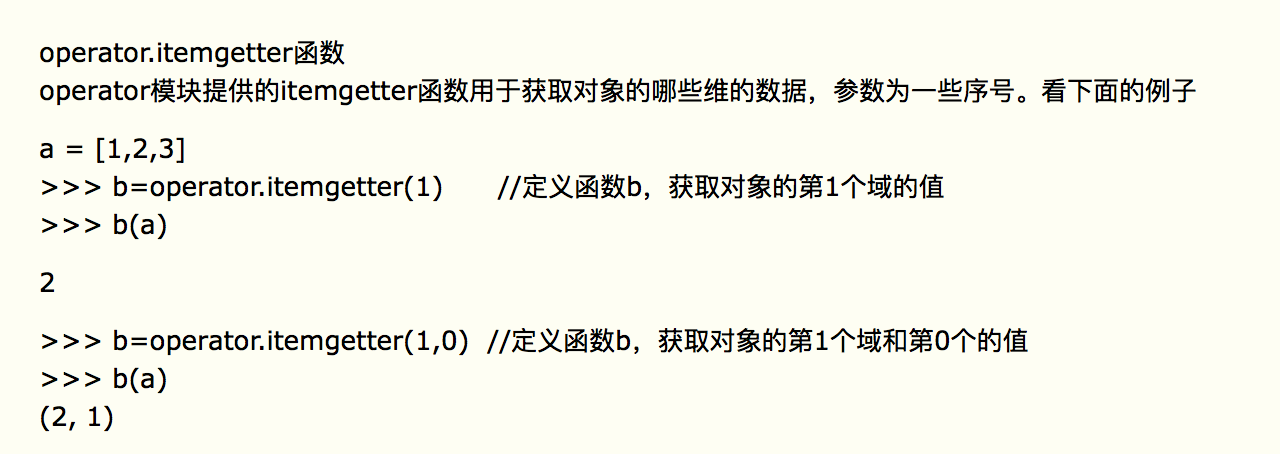 operator.itemgetter函数
operator模块提供的itemgetter函数用于获取对象的哪些维的数据，参数为一些序号。看下面的例子
a = [1,2,3]
>>> b=operator.itemgetter(1)      //定义函数b，获取对象的第1个域的值
>>> b(a)
2
>>> b=operator.itemgetter(1,0)  //定义函数b，获取对象的第1个域和第0个的值
>>> b(a)
(2, 1)